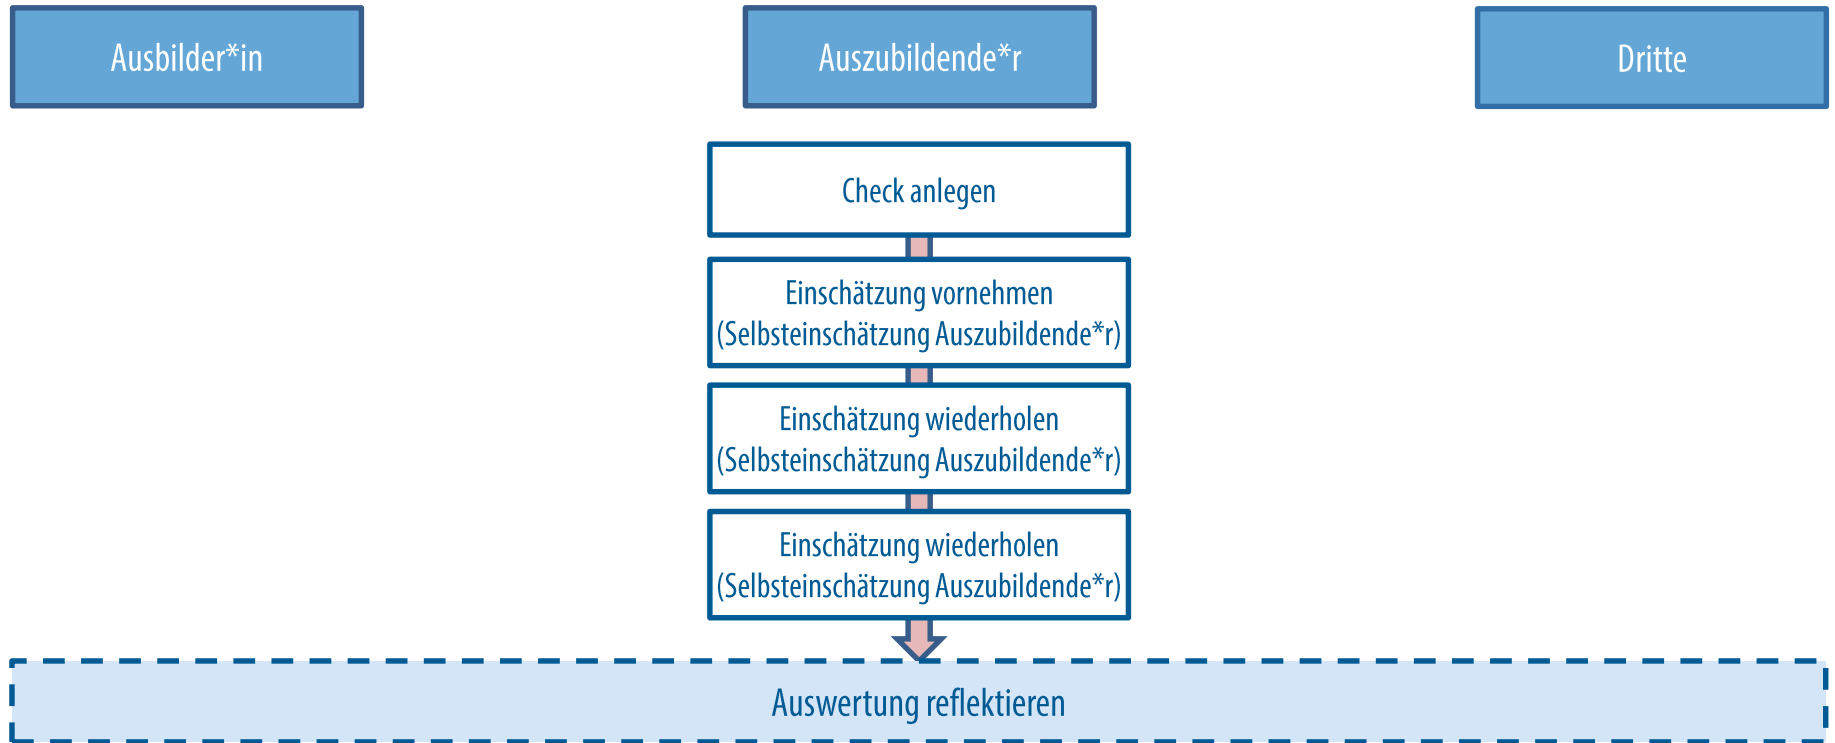 Ausbilder*in
Auszubildende*r
Dritte
Check anlegen
Einschätzung vornehmen
(Selbsteinschätzung Auszubildende*r)
Einschätzung wiederholen
(Selbsteinschätzung Auszubildende*r)
Einschätzung wiederholen
(Selbsteinschätzung Auszubildende*r)
Auswertung reflektieren